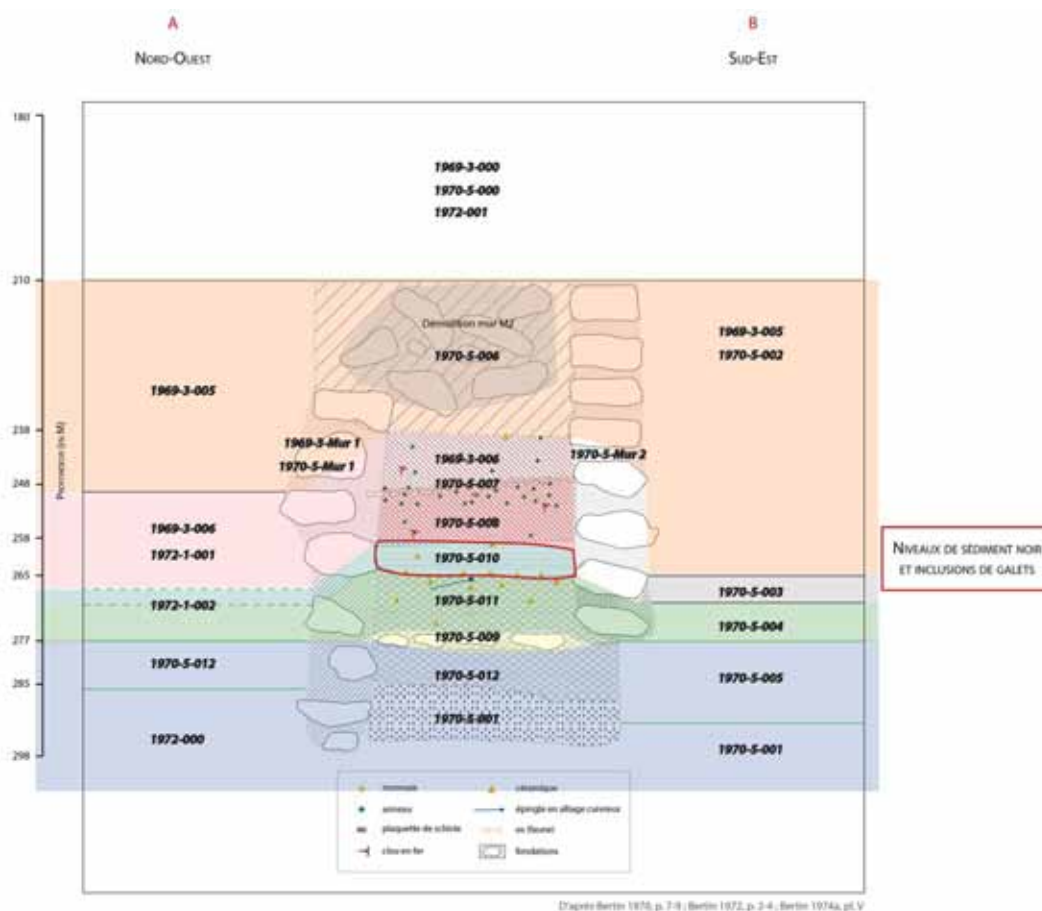 A
B
Nord-Ouest
Sud-Est
180
1969-3-000
1970-5-000
1972-001
210
Démolition mur M2
1969-3-005
1970-5-002
1970-5-006
1969-3-005
238
1969-3-Mur 1
1969-3-006
1970-5-Mur 2
1970-5-Mur 1
1970-5-007
248
1969-3-006
1970-5-008
258
1972-1-001
1970-5-010
Niveaux de sédiment noir
et inclusions de galets
265
1972-1-002
1970-5-011
1970-5-003
1970-5-009
1970-5-004
277
1970-5-012
1970-5-012
1970-5-005
285
1972-000
1970-5-001
1970-5-001
298
monnaie
céramique
anneau
épingle en alliage cuivreux
plaquette de schiste
clou en fer
fondations
D'après Bertin 1970, p. 7-9 ; Bertin 1972, p. 2-4 ; Bertin 1974a, pl. V